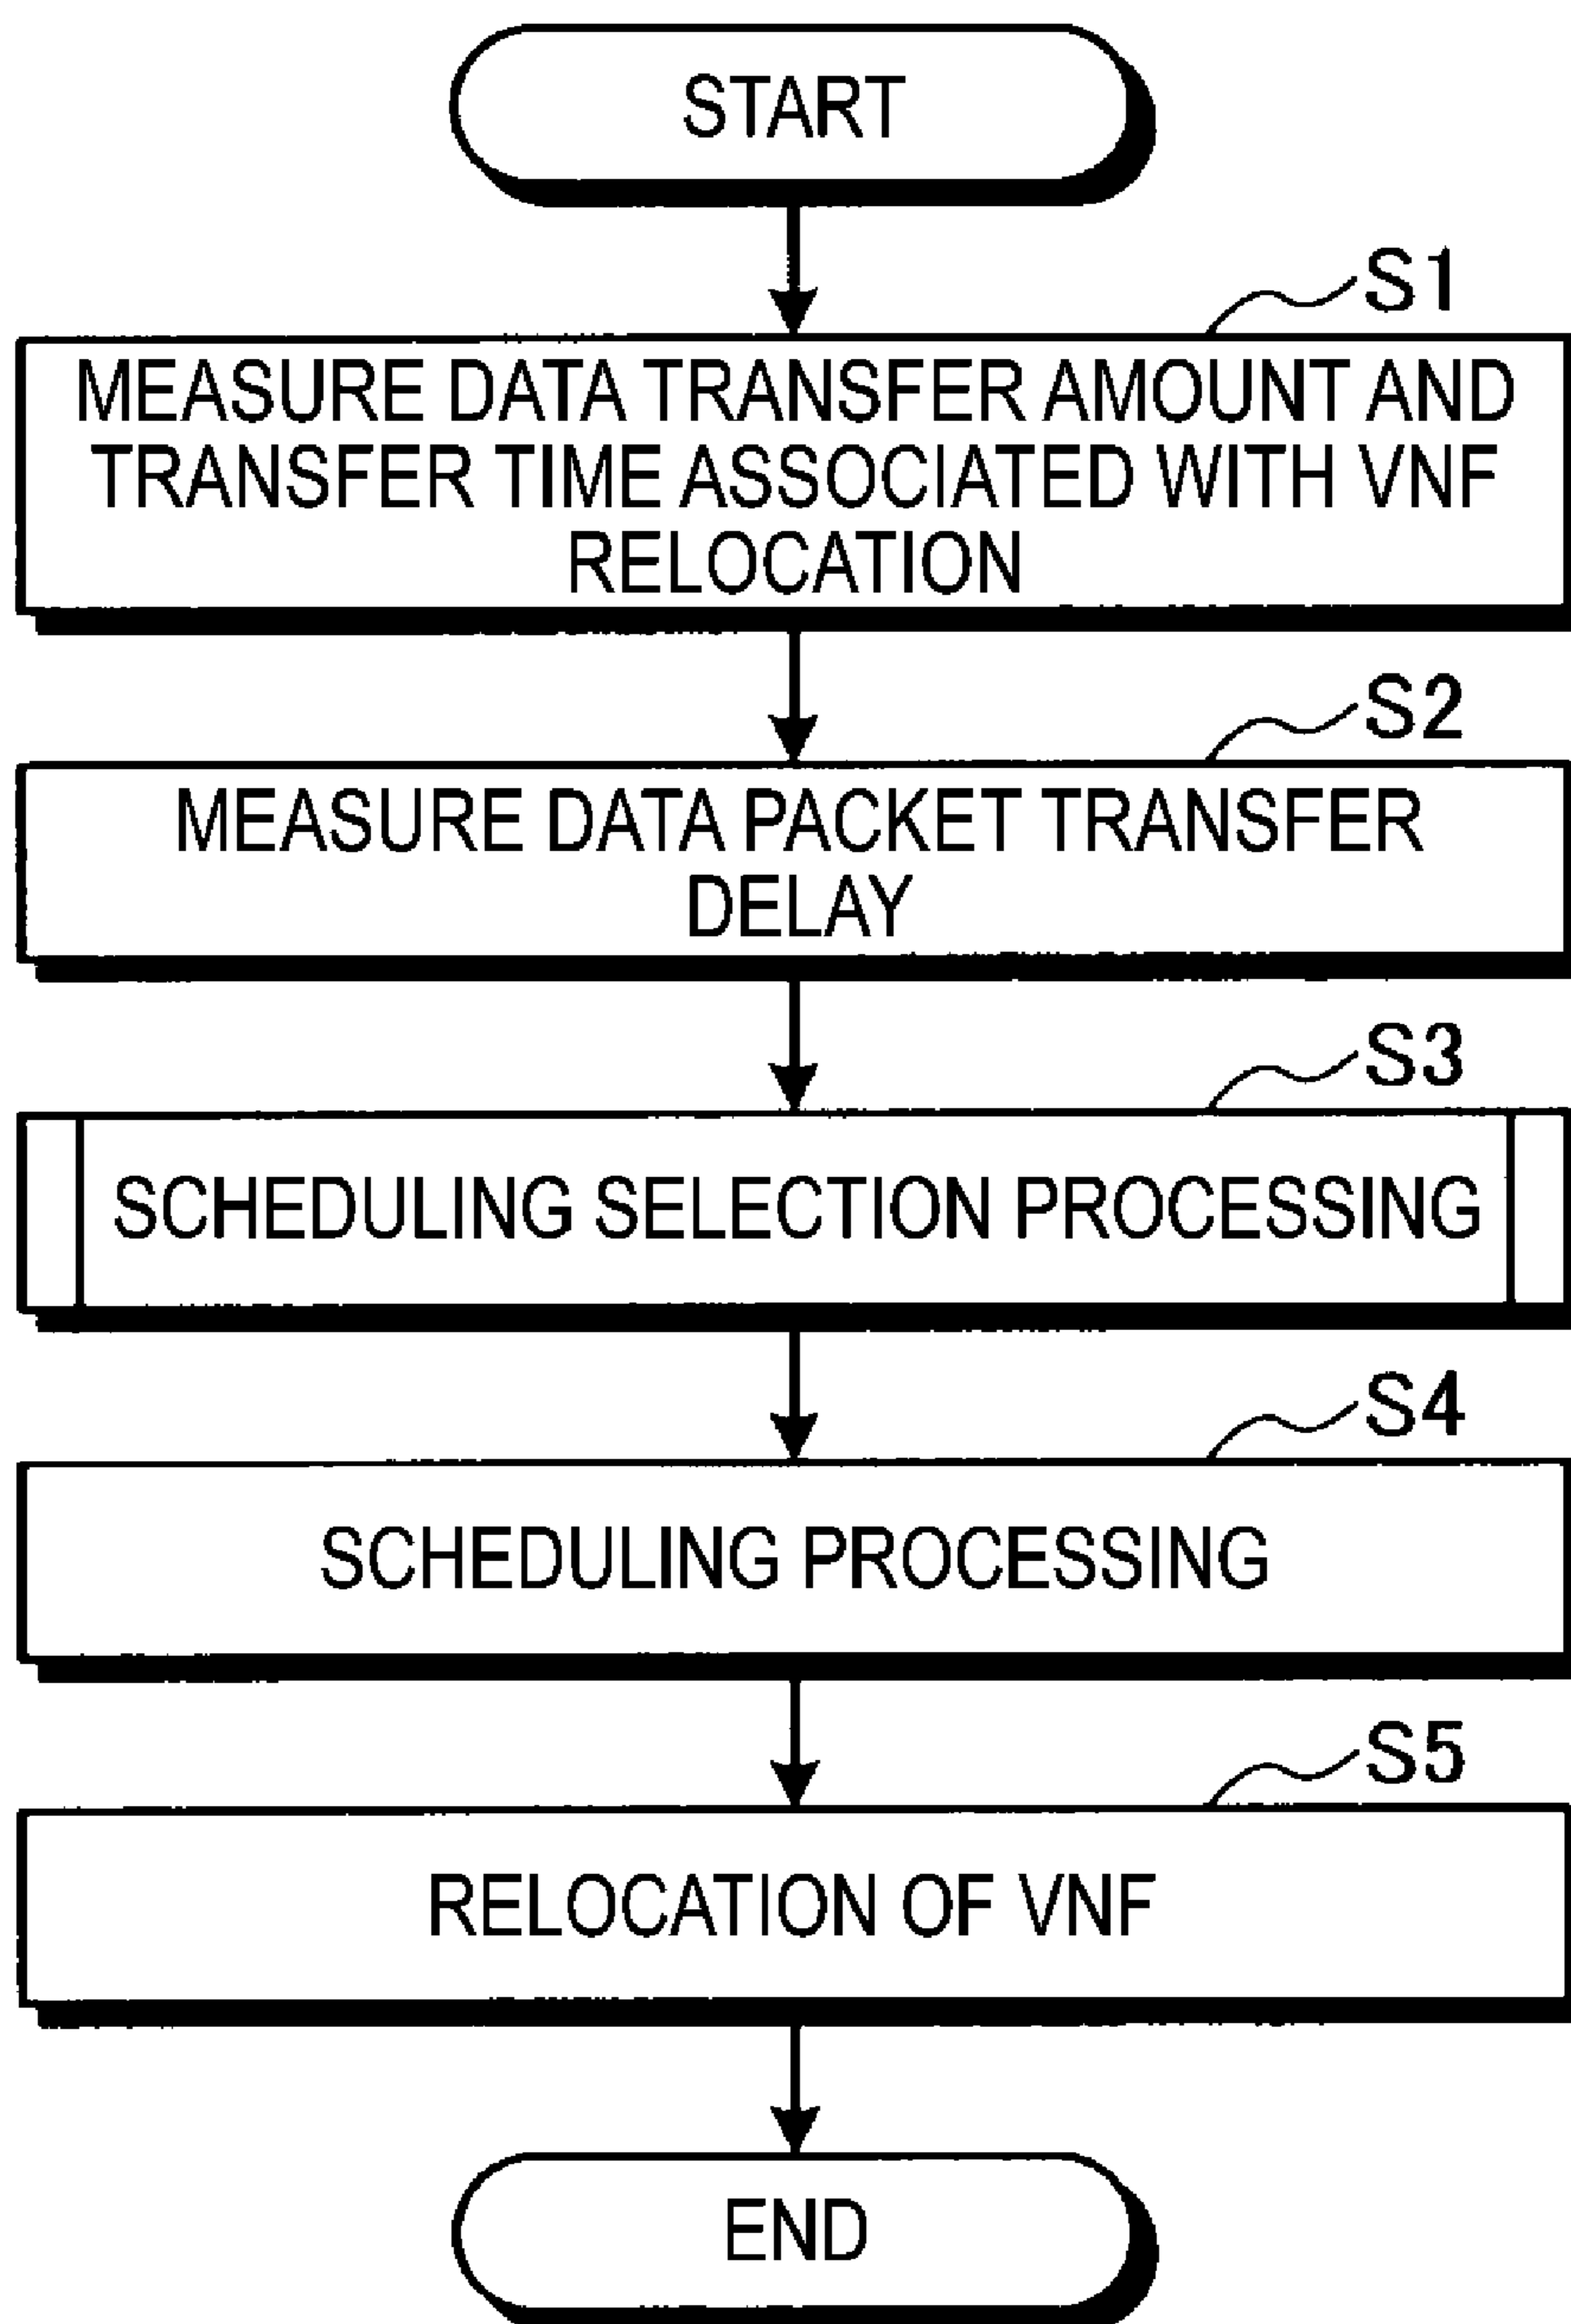 START
S1
MEASURE DATA TRANSFER AMOUNT AND
TRANSFER TIME ASSOCIATED WITH VNF
RELOCATION
S2
MEASURE DATA PACKET TRANSFER
DELAY
S3
SCHEDULING SELECTION PROCESSING
S4
SCHEDULING PROCESSING
S5
RELOCATION OF VNF
END